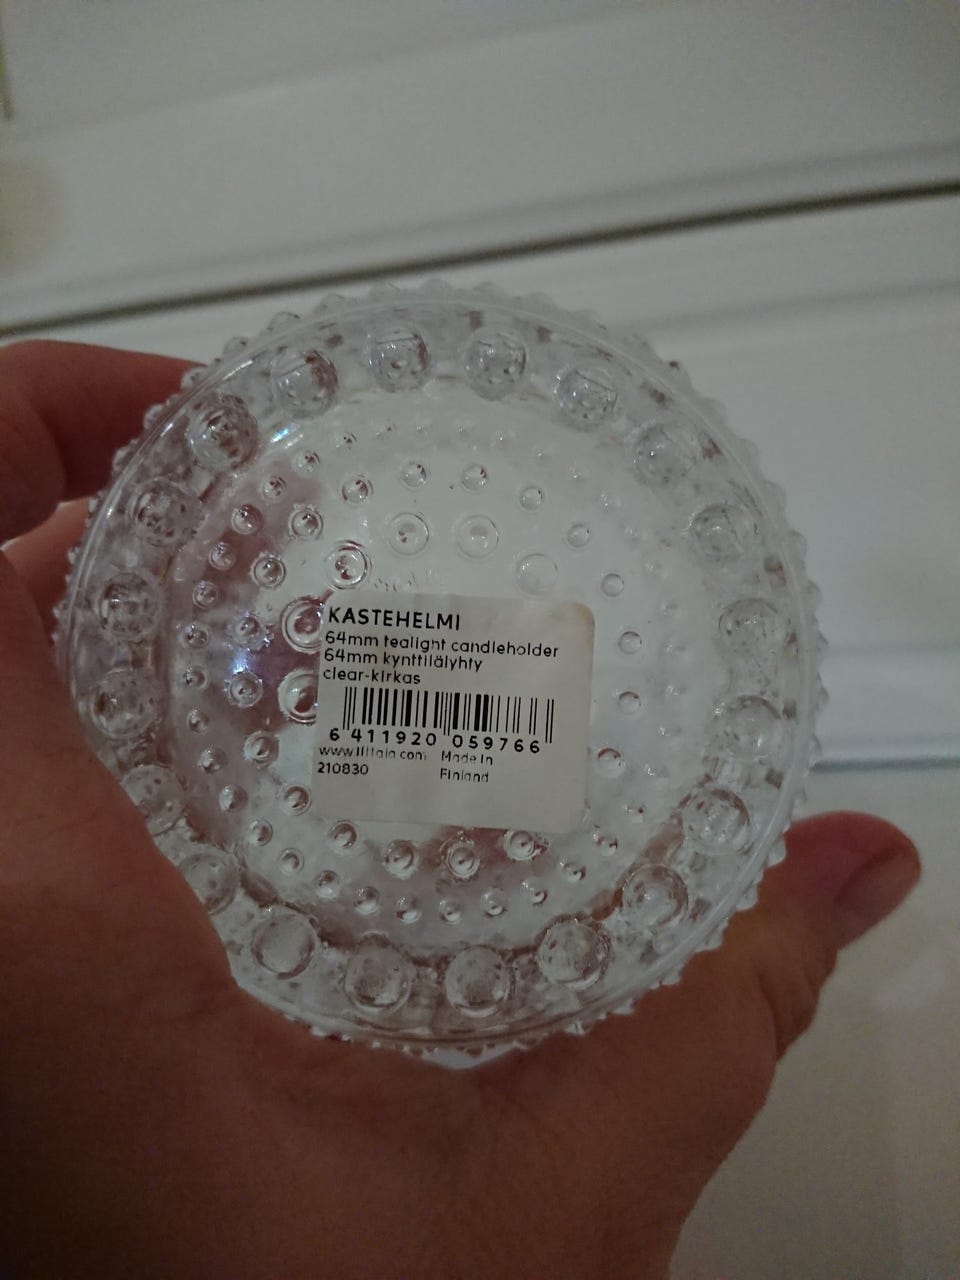 KASTEHELMI
64mm tealight candleholder
64mm kynttilälyhty
clear-kirkas
6 411920 059766
www.iittala.com Made in
210830 Finland